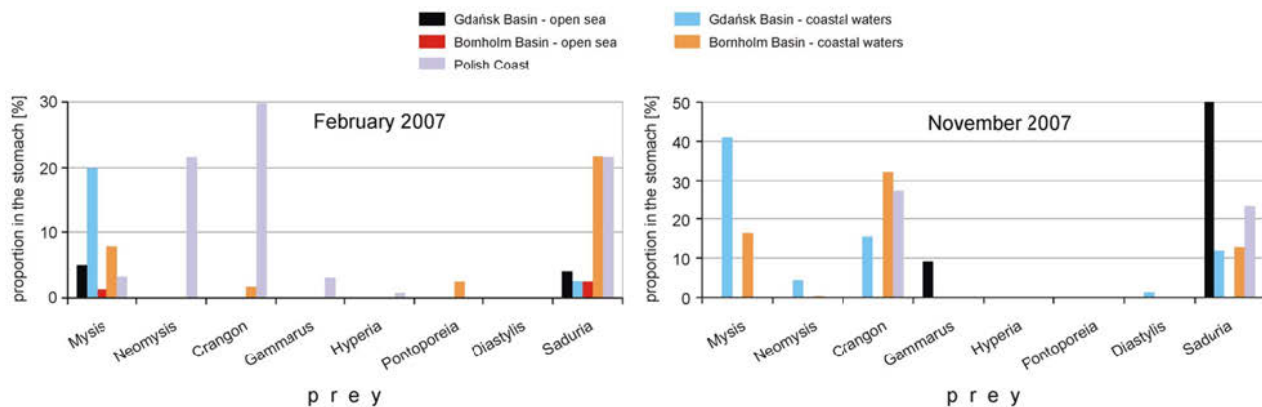 Gdańsk Basin - open sea
Gdańsk Basin - coastal waters
Bornholm Basin - open sea
Bornholm Basin - coastal waters
Polish Coast
proportion in the stomach [%]
30
20
10
0
February 2007
Mysis
Neomysis
Crangon
Gammarus
Hyperia
Pontoporeia
Diastylis
Saduria
prey
proportion in the stomach [%]
50
40
30
20
10
0
November 2007
Mysis
Neomysis
Crangon
Gammarus
Hyperia
Pontoporeia
Diastylis
Saduria
prey